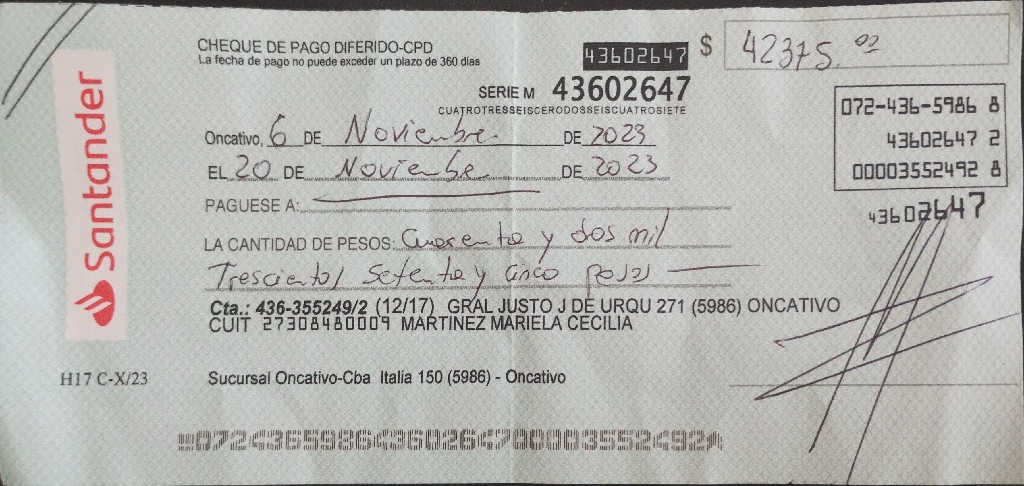 Santander
CHEQUE DE PAGO DIFERIDO-CPD
La fecha de pago no puede exceder un plazo de 360 días
43602647
$ 42375.00
SERIE M 43602647
CUATROTRESSEISCERODOSSEISCUATROSIETE
072-436-5986 8
43602647 2
00003552492 8
43602647
Oncativo, 6 DE Noviembre DE 2023
EL 20 DE Noviembe DE 2023
PAGUESE A:
LA CANTIDAD DE PESOS: Cuarenta y dos mil
Trescientos Setenta y cinco pesos
Cta.: 436-355249/2 (12/17) GRAL JUSTO J DE URQU 271 (5986) ONCATIVO
CUIT 27308480009 MARTINEZ MARIELA CECILIA
H17 C-X/23
Sucursal Oncativo-Cba Italia 150 (5986) - Oncativo
07243659864360264700003552492